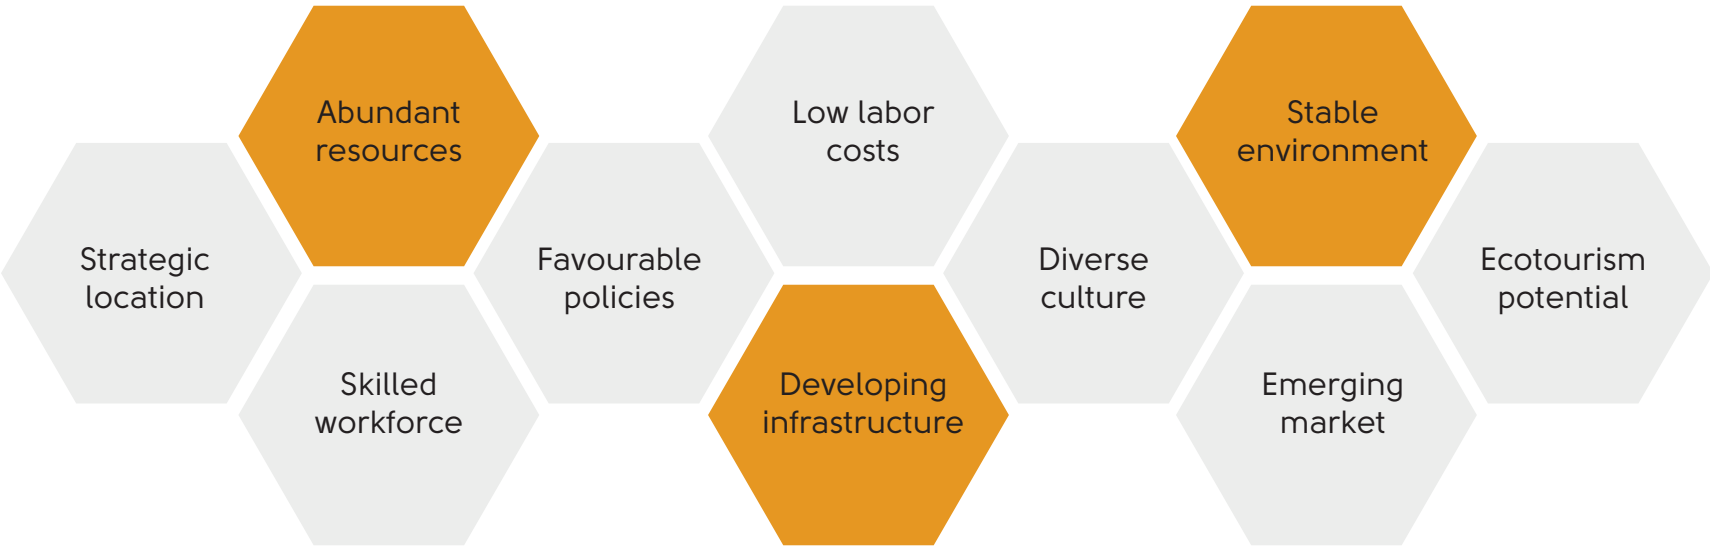 Abundant
resources
Low labor
costs
Stable
environment
Strategic
location
Favourable
policies
Diverse
culture
Ecotourism
potential
Skilled
workforce
Developing
infrastructure
Emerging
market